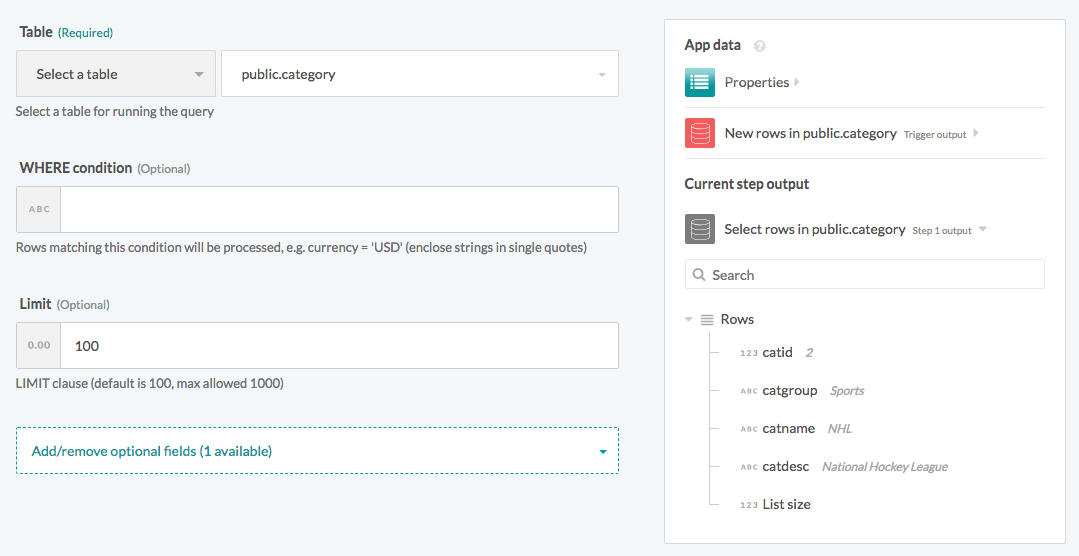 Table (Required)
Select a table
public.category
Select a table for running the query
WHERE condition (Optional)
ABC
Rows matching this condition will be processed, e.g. currency = 'USD' (enclose strings in single quotes)
Limit (Optional)
0.00
100
LIMIT clause (default is 100, max allowed 1000)
Add/remove optional fields (1 available)
App data ?
Properties
New rows in public.category Trigger output
Current step output
Select rows in public.category Step 1 output
Search
Rows
123 catid 2
ABC catgroup Sports
ABC catname NHL
ABC catdesc National Hockey League
123 List size